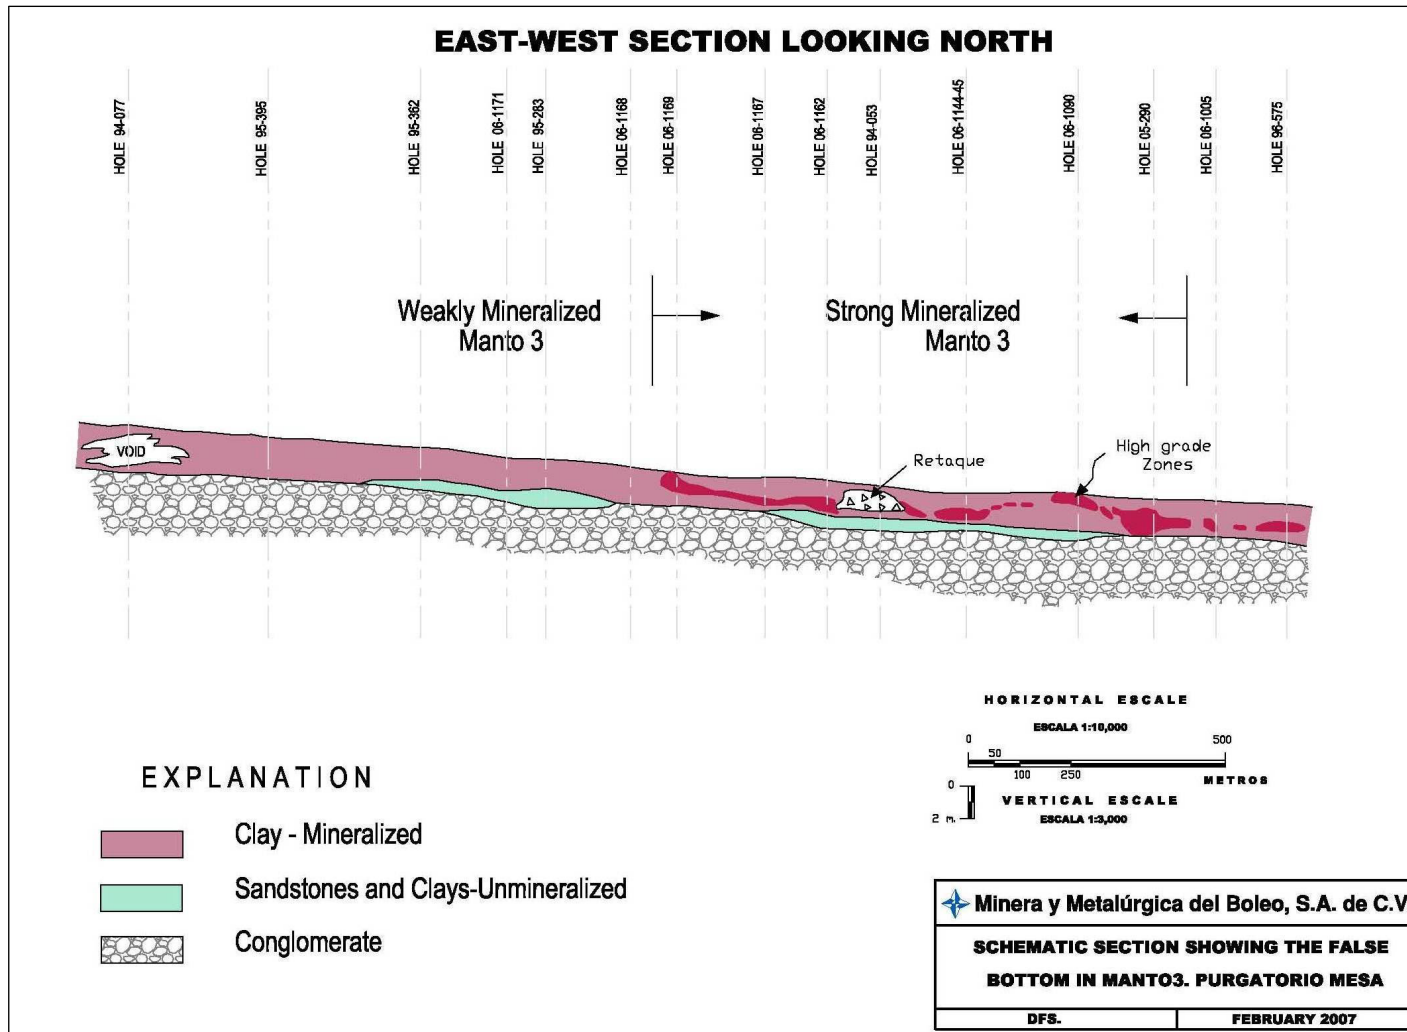 EAST-WEST SECTION LOOKING NORTH
HOLE 94-077
HOLE 95-395
HOLE 95-362
HOLE 06-1171
HOLE 95-283
HOLE 06-1168
HOLE 06-1169
HOLE 06-1167
HOLE 06-1162
HOLE 94-053
HOLE 06-1144-45
HOLE 06-1090
HOLE 05-290
HOLE 06-1005
HOLE 96-575
Weakly Mineralized
Manto 3
Strong Mineralized
Manto 3
VOID
Retaque
High grade
Zones
HORIZONTAL ESCALE
ESCALA 1:10,000
0 500
50
100 250
METROS
0
VERTICAL ESCALE
2 m.
ESCALA 1:3,000
EXPLANATION
Clay - Mineralized
Sandstones and Clays-Unmineralized
Conglomerate
Minera y Metalúrgica del Boleo, S.A. de C.V
SCHEMATIC SECTION SHOWING THE FALSE
BOTTOM IN MANTO3. PURGATORIO MESA
DFS. FEBRUARY 2007